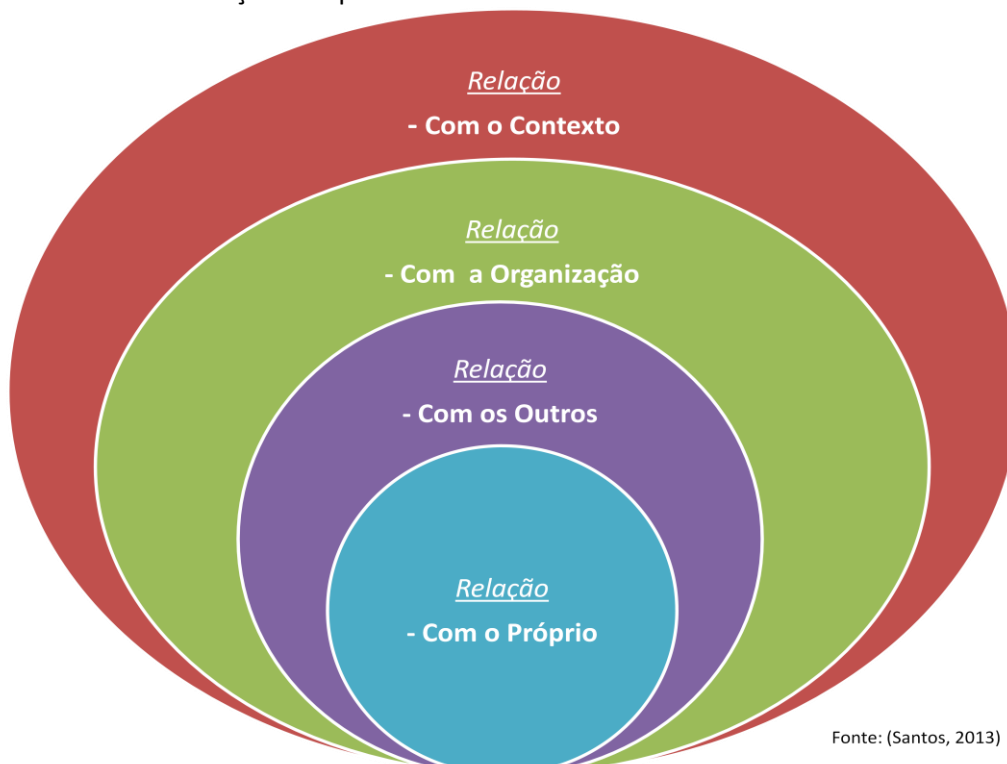 Relação
- Com o Contexto
Relação
- Com a Organização
Relação
- Com os Outros
Relação
- Com o Próprio
Fonte: (Santos, 2013)